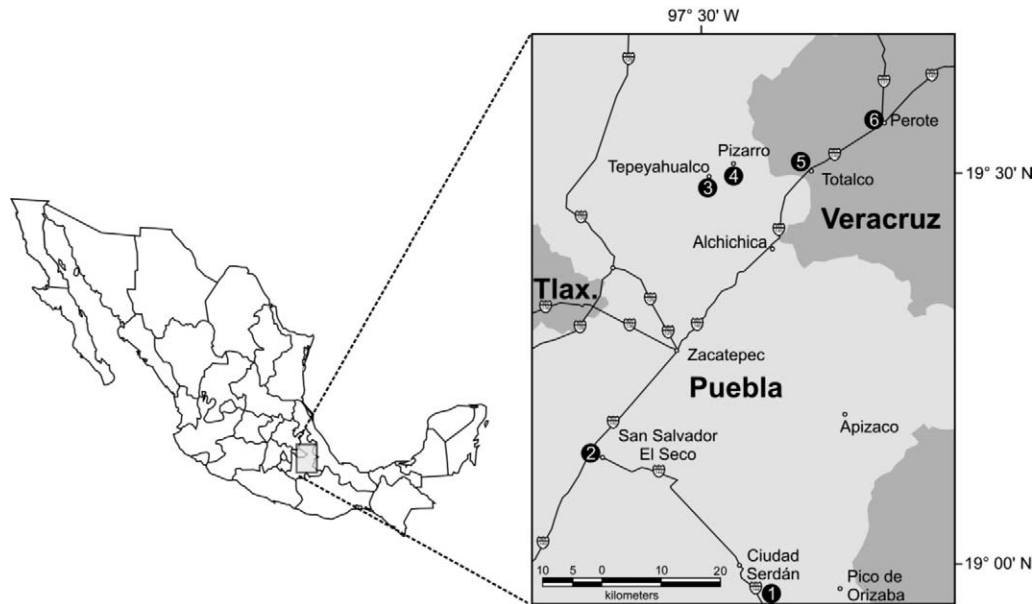 97° 30' W
6
Perote
5
Pizarro
Tepeyahualco
4
3
Totalco
19° 30' N
Veracruz
Alchichica
Tlax.
Zacatepec
Puebla
Apizaco
San Salvador
El Seco
2
Ciudad
Serdán
19° 00' N
10 5 0 10 20
kilometers
1
Pico de
Orizaba